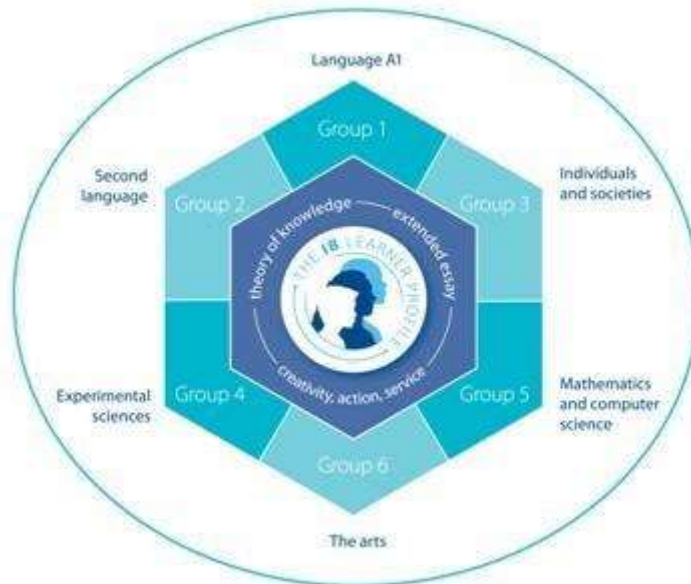 Language A1
Group 1
Second
language
Group 2
Individuals
and societies
Group 3
theory of knowledge
extended essay
THE IB LEARNER PROFILE
creativity, action, service
Experimental
sciences
Group 4
Mathematics
and computer
science
Group 5
Group 6
The arts